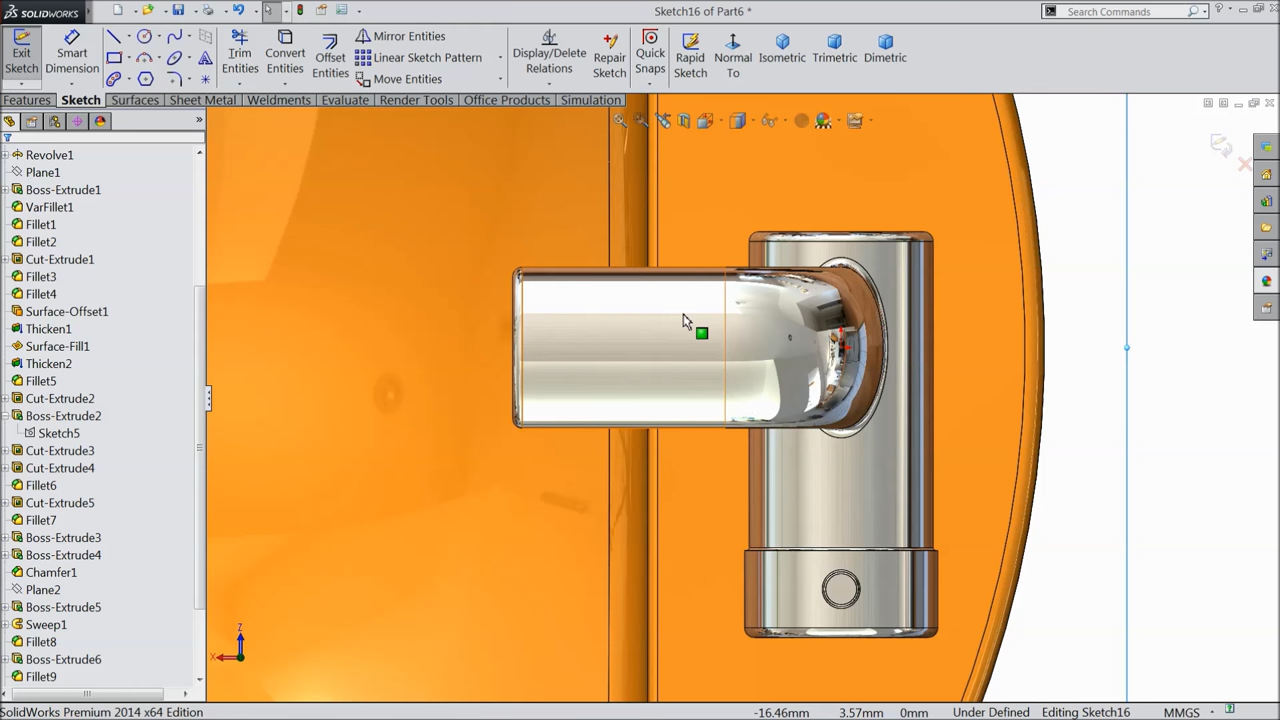 SOLIDWORKS
Sketch16 of Part6 *
Search Commands
Exit Sketch
Smart Dimension
Trim Entities
Convert Entities
Offset Entities
Mirror Entities
Linear Sketch Pattern
Move Entities
Display/Delete Relations
Repair Sketch
Quick Snaps
Rapid Sketch
Normal To
Isometric
Trimetric
Dimetric
Features
Sketch
Surfaces
Sheet Metal
Weldments
Evaluate
Render Tools
Office Products
Simulation
Revolve1
Plane1
Boss-Extrude1
VarFillet1
Fillet1
Fillet2
Cut-Extrude1
Fillet3
Fillet4
Surface-Offset1
Thicken1
Surface-Fill1
Thicken2
Fillet5
Cut-Extrude2
Boss-Extrude2
Sketch5
Cut-Extrude3
Cut-Extrude4
Fillet6
Cut-Extrude5
Fillet7
Boss-Extrude3
Boss-Extrude4
Chamfer1
Plane2
Boss-Extrude5
Sweep1
Fillet8
Boss-Extrude6
Fillet9
Z
X
SolidWorks Premium 2014 x64 Edition
-16.46mm
3.57mm
0mm
Under Defined
Editing Sketch16
MMGS